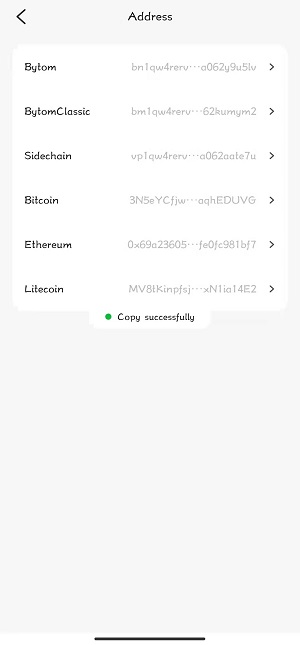 Address
Bytom bn1qw4rerv···a062y9u5lv
BytomClassic bm1qw4rerv···62kumym2
Sidechain vp1qw4rerv···a062aate7u
Bitcoin 3N5eYCfjw···aqhEDUVG
Ethereum 0x69a23605···fe0fc981bf7
Litecoin MV8tKinpfsj···xN1ia14E2
Copy successfully